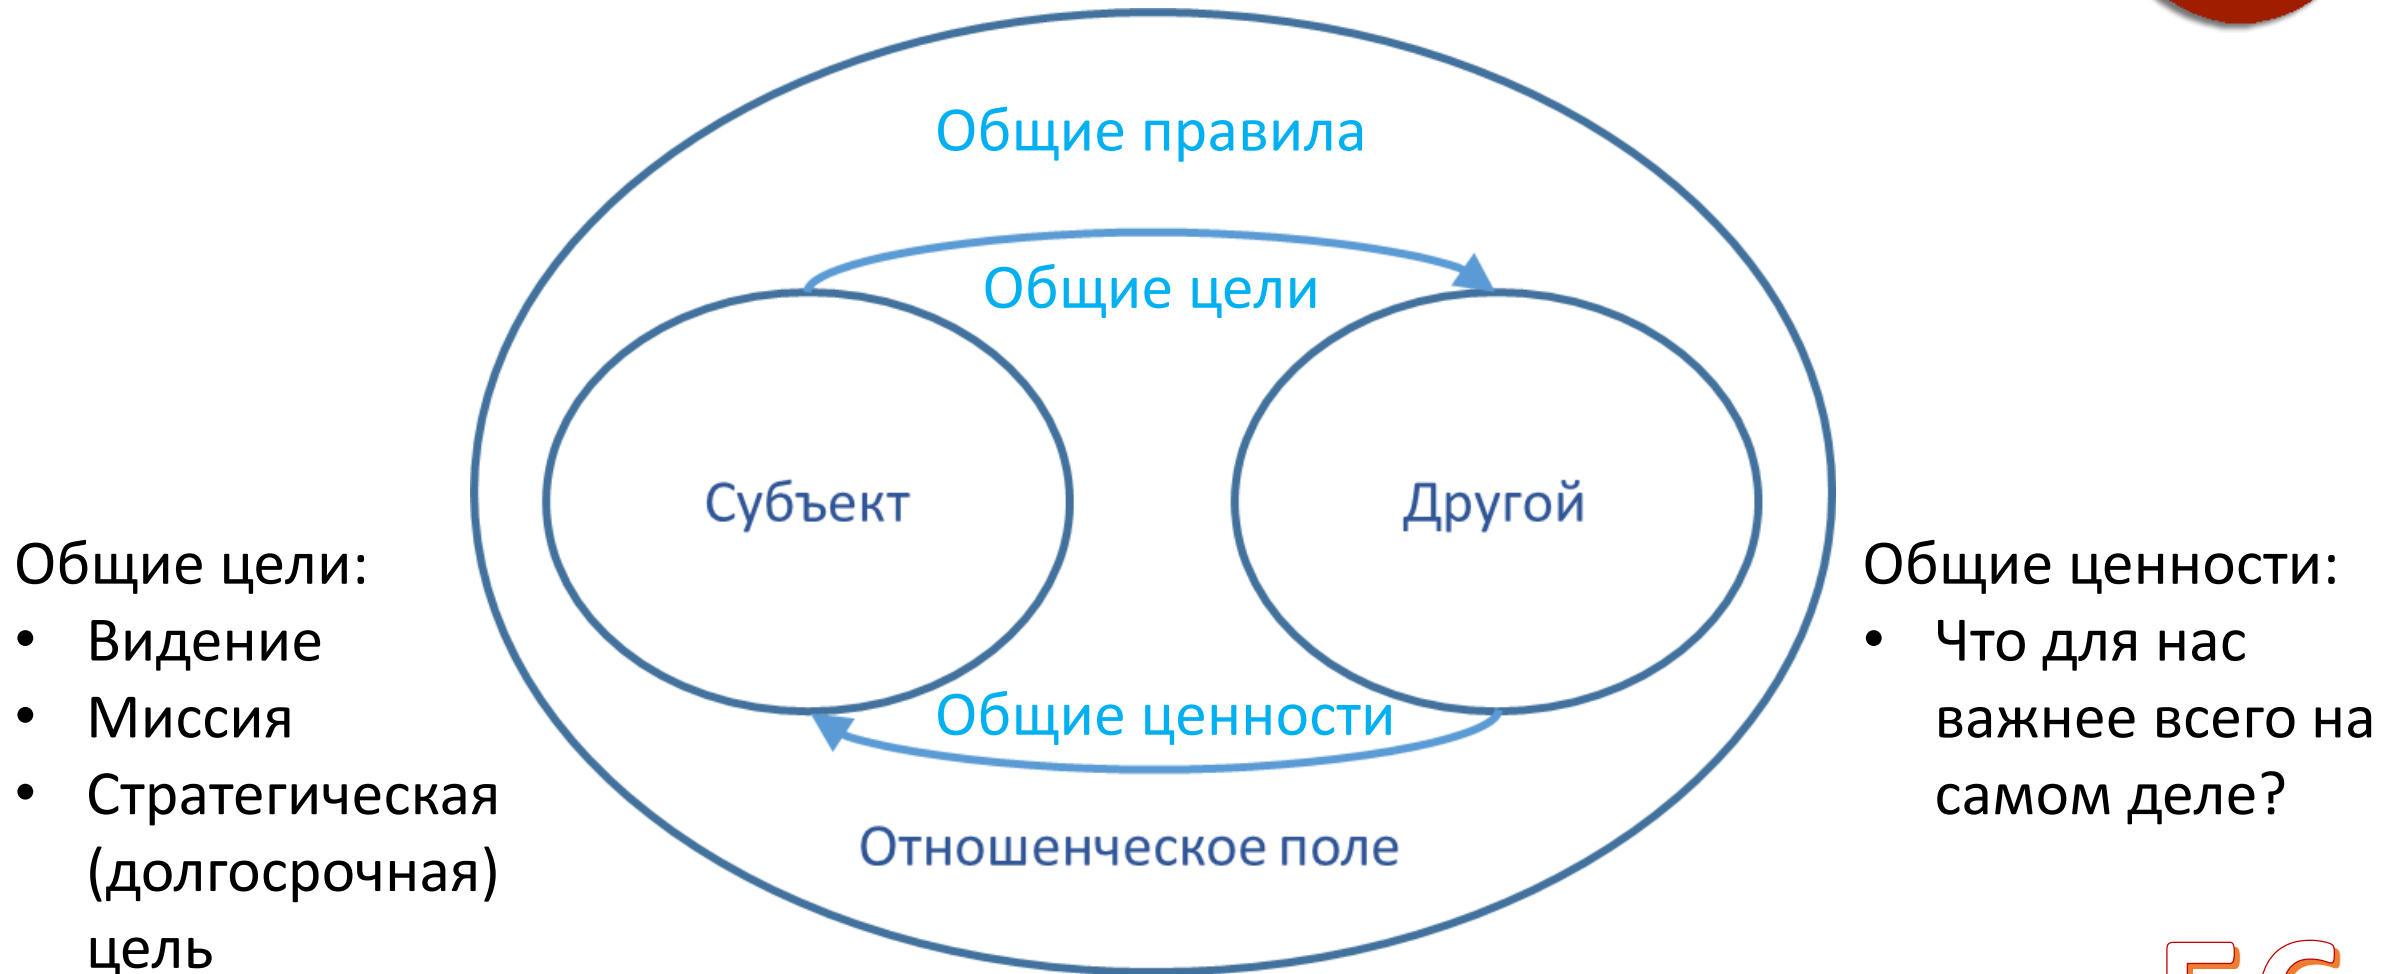 Общие правила
Общие цели
Субъект
Другой
Общие ценности
Отношенческое поле
Общие цели:
• Видение
• Миссия
• Стратегическая
(долгосрочная)
цель
Общие ценности:
• Что для нас
важнее всего на
самом деле?